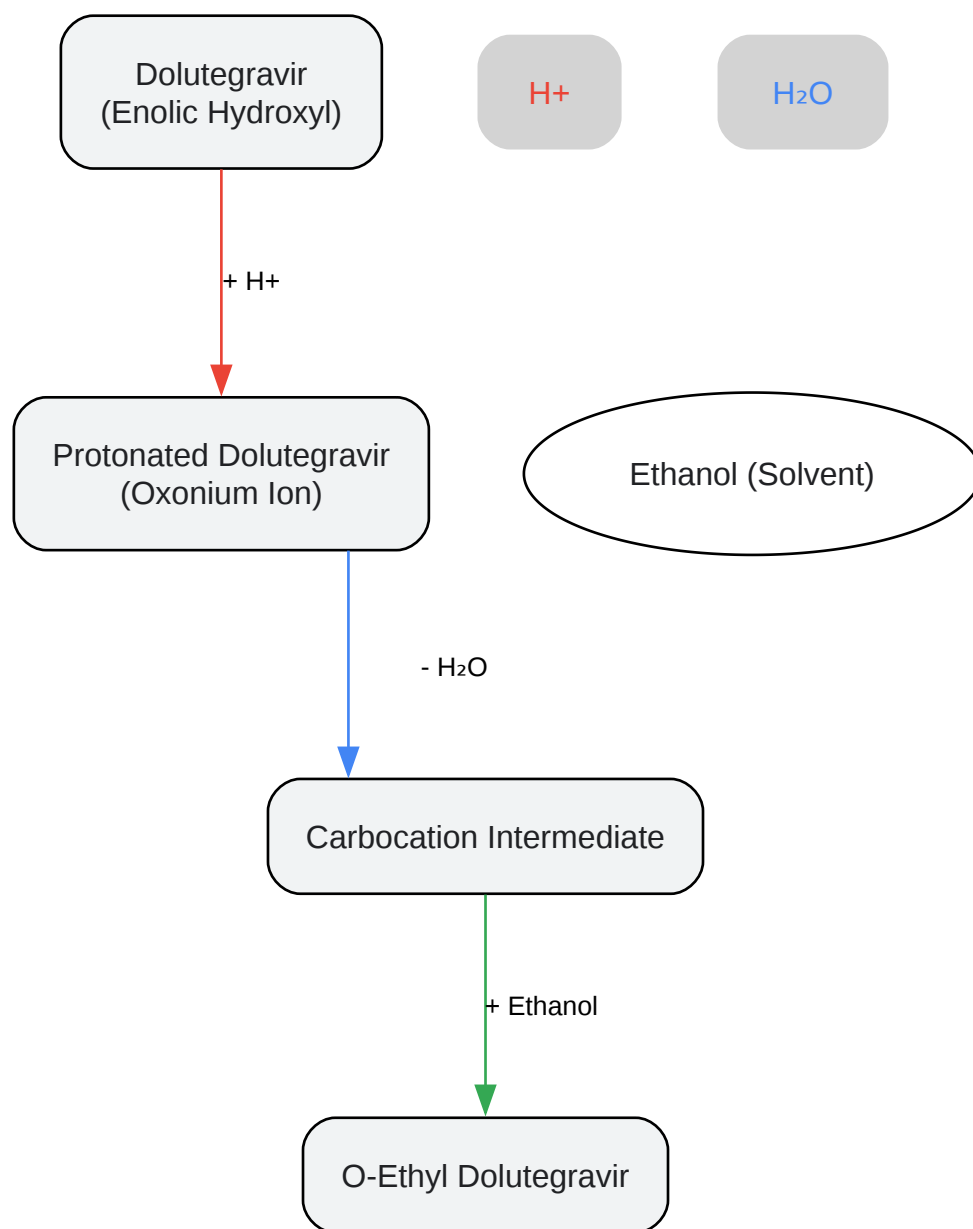 Dolutegravir
(Enolic Hydroxyl)
H+
H₂O
+ H+
Protonated Dolutegravir
(Oxonium Ion)
Ethanol (Solvent)
- H₂O
Carbocation Intermediate
+ Ethanol
O-Ethyl Dolutegravir